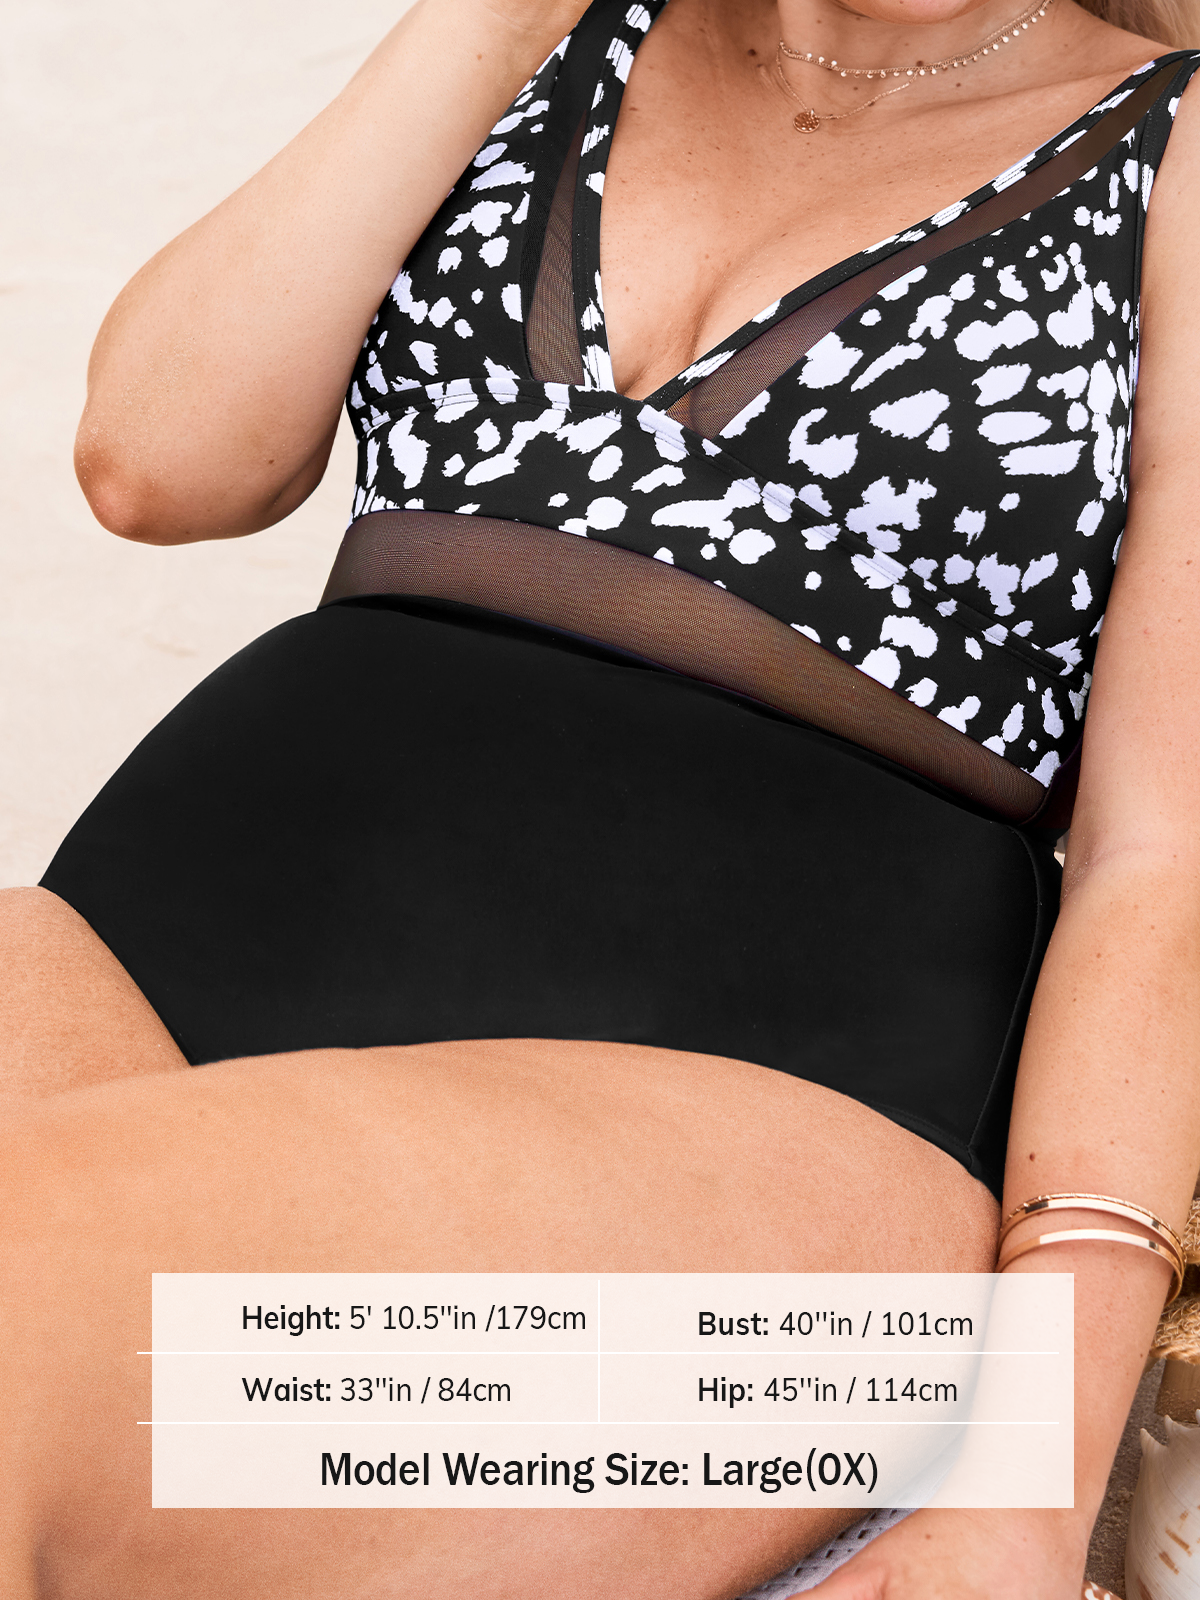 Height: 5' 10.5"in /179cm
Bust: 40"in / 101cm
Waist: 33"in / 84cm
Hip: 45"in / 114cm
Model Wearing Size: Large(0X)